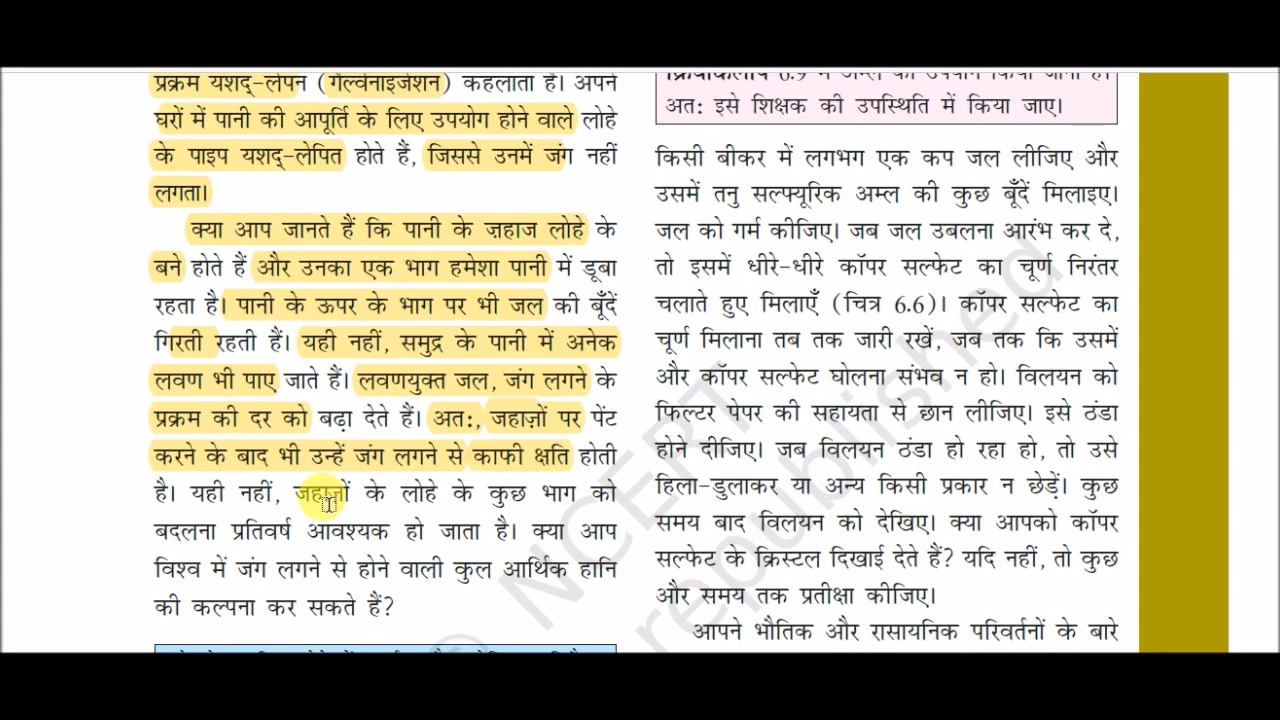 प्रक्रम यशद्-लेपन (गैल्वेनाइजेशन) कहलाता है। अपने
घरों में पानी की आपूर्ति के लिए उपयोग होने वाले लोहे
के पाइप यशद्-लेपित होते हैं, जिससे उनमें जंग नहीं
लगता।
क्या आप जानते हैं कि पानी के ज़हाज लोहे के
बने होते हैं और उनका एक भाग हमेशा पानी में डूबा
रहता है। पानी के ऊपर के भाग पर भी जल की बूँदें
गिरती रहती हैं। यही नहीं, समुद्र के पानी में अनेक
लवण भी पाए जाते हैं। लवणयुक्त जल, जंग लगने के
प्रक्रम की दर को बढ़ा देते हैं। अतः, जहाज़ों पर पेंट
करने के बाद भी उन्हें जंग लगने से काफी क्षति होती
है। यही नहीं, जहाज़ों के लोहे के कुछ भाग को
बदलना प्रतिवर्ष आवश्यक हो जाता है। क्या आप
विश्व में जंग लगने से होने वाली कुल आर्थिक हानि
की कल्पना कर सकते हैं?
क्रियाकलाप 6.9 में अम्ल का उपयोग किया जाना है।
अतः इसे शिक्षक की उपस्थिति में किया जाए।
किसी बीकर में लगभग एक कप जल लीजिए और
उसमें तनु सल्फ्यूरिक अम्ल की कुछ बूँदें मिलाइए।
जल को गर्म कीजिए। जब जल उबलना आरंभ कर दे,
तो इसमें धीरे-धीरे कॉपर सल्फेट का चूर्ण निरंतर
चलाते हुए मिलाएँ (चित्र 6.6)। कॉपर सल्फेट का
चूर्ण मिलाना तब तक जारी रखें, जब तक कि उसमें
और कॉपर सल्फेट घोलना संभव न हो। विलयन को
फिल्टर पेपर की सहायता से छान लीजिए। इसे ठंडा
होने दीजिए। जब विलयन ठंडा हो रहा हो, तो उसे
हिला-डुलाकर या अन्य किसी प्रकार न छेड़ें। कुछ
समय बाद विलयन को देखिए। क्या आपको कॉपर
सल्फेट के क्रिस्टल दिखाई देते हैं? यदि नहीं, तो कुछ
और समय तक प्रतीक्षा कीजिए।
आपने भौतिक और रासायनिक परिवर्तनों के बारे
© NCERT
republished